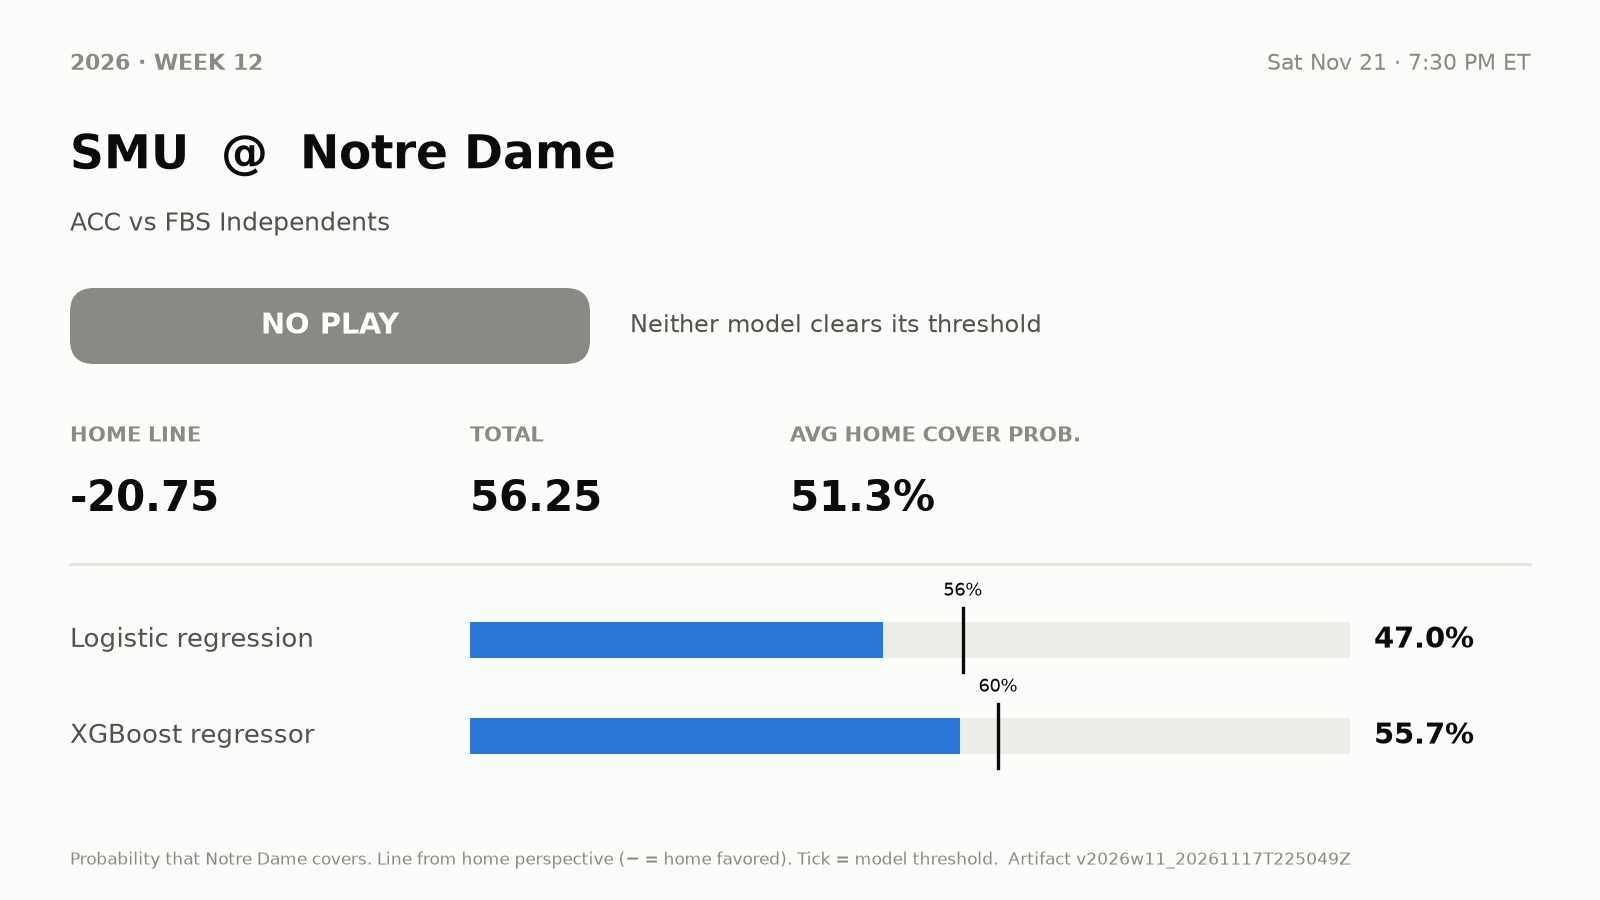 2026 · WEEK 12
Sat Nov 21 · 7:30 PM ET
SMU @ Notre Dame
ACC vs FBS Independents
NO PLAY
Neither model clears its threshold
HOME LINE
TOTAL
AVG HOME COVER PROB.
-20.75
56.25
51.3%
56%
Logistic regression
47.0%
60%
XGBoost regressor
55.7%
Probability that Notre Dame covers. Line from home perspective (− = home favored). Tick = model threshold. Artifact v2026w11_20261117T225049Z